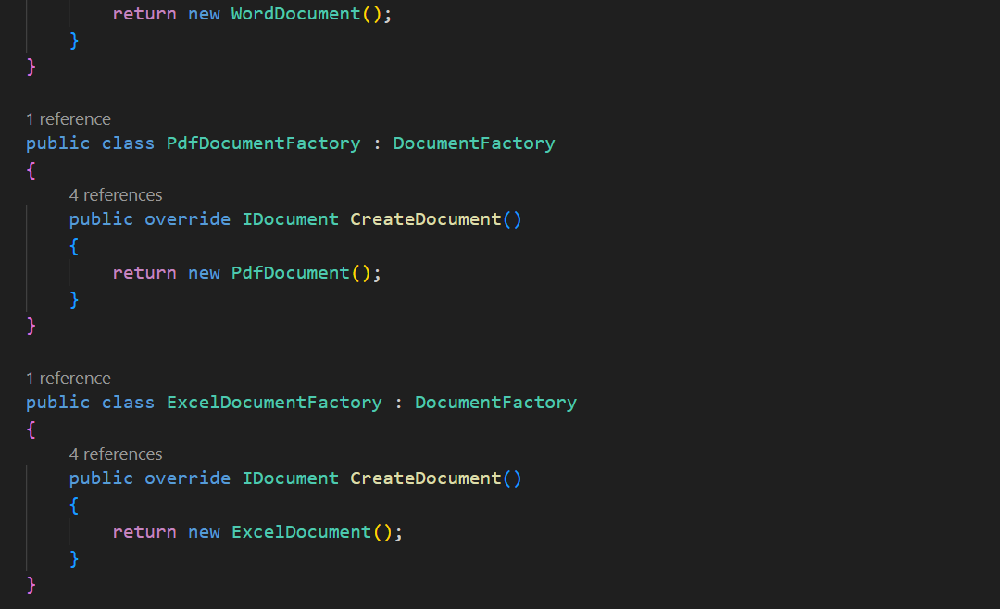 return new WordDocument();
    }
}
1 reference
public class PdfDocumentFactory : DocumentFactory
{
    4 references
    public override IDocument CreateDocument()
    {
        return new PdfDocument();
    }
}
1 reference
public class ExcelDocumentFactory : DocumentFactory
{
    4 references
    public override IDocument CreateDocument()
    {
        return new ExcelDocument();
    }
}